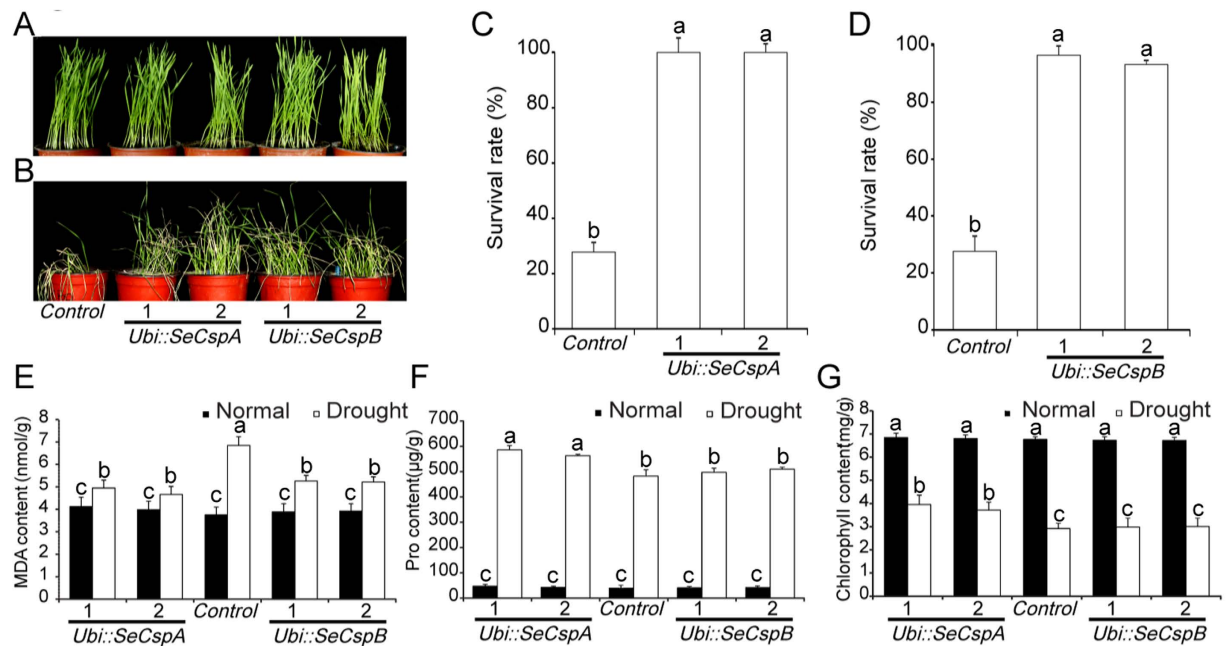 A
B
Control 1 2 1 2
Ubi::SeCspA Ubi::SeCspB
C
Survival rate (%)
100
80
60
40
20
0
b a a
Control 1 2
Ubi::SeCspA
D
Survival rate (%)
100
80
60
40
20
0
b a a
Control 1 2
Ubi::SeCspB
E
Normal Drought
MDA content (nmol/g)
8
7
6
5
4
3
2
1
0
c b c b c a c b c b
1 2 Control 1 2
Ubi::SeCspA Ubi::SeCspB
F
Normal Drought
Pro content(µg/g)
700
600
500
400
300
200
100
0
c a c a c b c b c b
1 2 Control 1 2
Ubi::SeCspA Ubi::SeCspB
G
Normal Drought
Chlorophyll content(mg/g)
8
7
6
5
4
3
2
1
0
a b a b a c a c a c
1 2 Control 1 2
Ubi::SeCspA Ubi::SeCspB